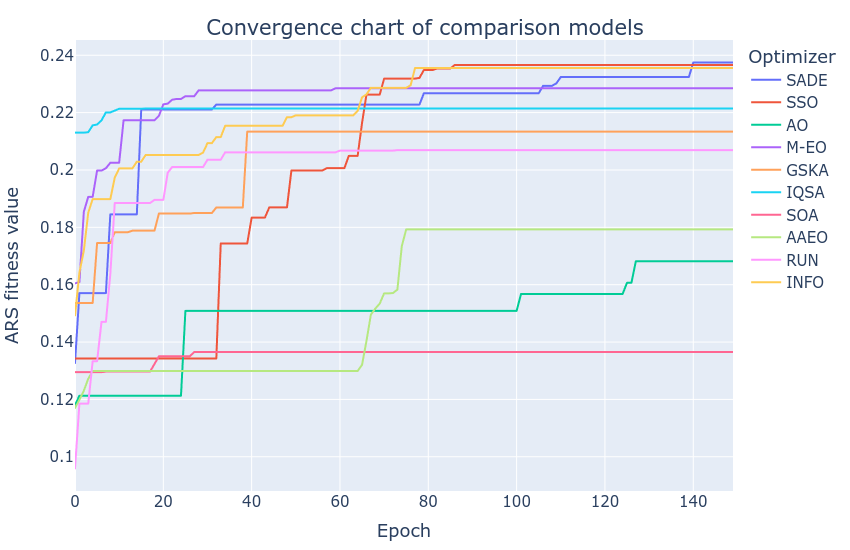 Convergence chart of comparison models
ARS fitness value
0.24
0.22
0.2
0.18
0.16
0.14
0.12
0.1
0 20 40 60 80 100 120 140
Epoch
Optimizer
SADE
SSO
AO
M-EO
GSKA
IQSA
SOA
AAEO
RUN
INFO